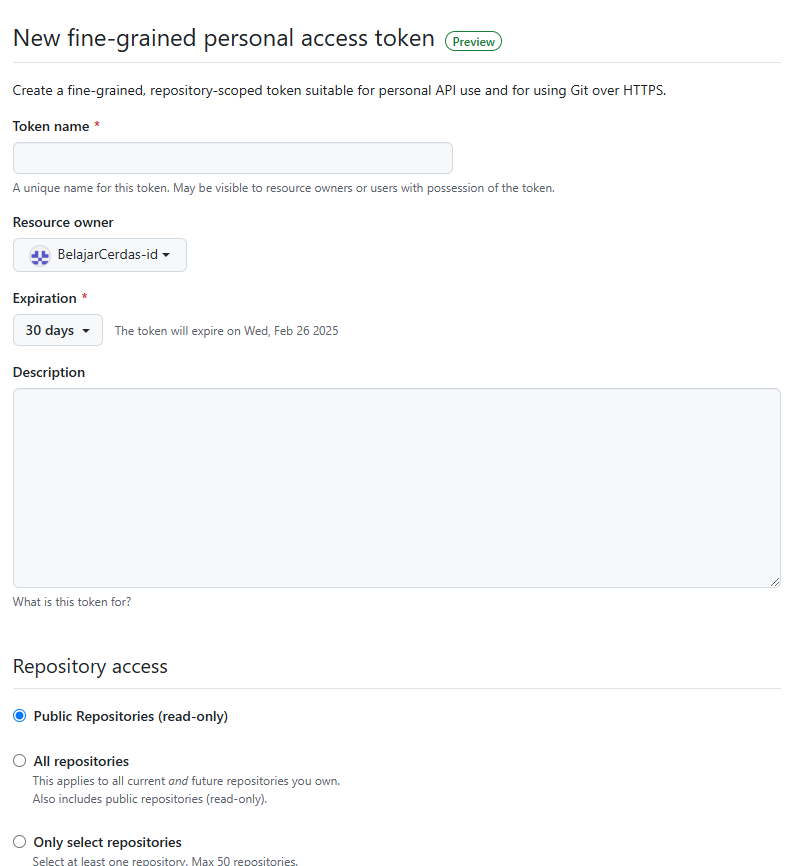 New fine-grained personal access token Preview
Create a fine-grained, repository-scoped token suitable for personal API use and for using Git over HTTPS.
Token name *
A unique name for this token. May be visible to resource owners or users with possession of the token.
Resource owner
BelajarCerdas-id
Expiration *
30 days The token will expire on Wed, Feb 26 2025
Description
What is this token for?
Repository access
Public Repositories (read-only)
All repositories
This applies to all current and future repositories you own.
Also includes public repositories (read-only).
Only select repositories
Select at least one repository. Max 50 repositories.